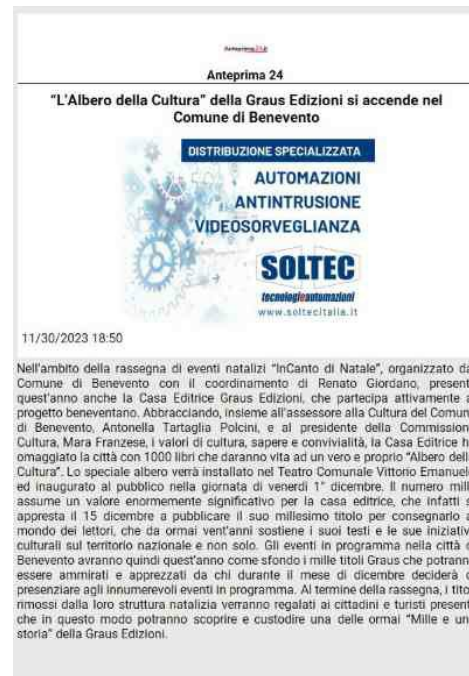 Anteprima24.it
Anteprima 24
“L'Albero della Cultura” della Graus Edizioni si accende nel
Comune di Benevento
DISTRIBUZIONE SPECIALIZZATA
AUTOMAZIONI
ANTINTRUSIONE
VIDEOSORVEGLIANZA
SOLTEC
tecnologieautomazioni
www.soltecitalia.it
11/30/2023 18:50
Nell'ambito della rassegna di eventi natalizi “InCanto di Natale”, organizzato da
Comune di Benevento con il coordinamento di Renato Giordano, present
quest'anno anche la Casa Editrice Graus Edizioni, che partecipa attivamente a
progetto beneventano. Abbracciando, insieme all'assessore alla Cultura del Comun
di Benevento, Antonella Tartaglia Polcini, e al presidente della Commission
Cultura, Mara Franzese, i valori di cultura, sapere e convivialità, la Casa Editrice h
omaggiato la città con 1000 libri che daranno vita ad un vero e proprio “Albero dell
Cultura”. Lo speciale albero verrà installato nel Teatro Comunale Vittorio Emanuel
ed inaugurato al pubblico nella giornata di venerdì 1° dicembre. Il numero mill
assume un valore enormemente significativo per la casa editrice, che infatti s
appresta il 15 dicembre a pubblicare il suo millesimo titolo per consegnarlo a
mondo dei lettori, che da ormai vent'anni sostiene i suoi testi e le sue iniziativ
culturali sul territorio nazionale e non solo. Gli eventi in programma nella città d
Benevento avranno quindi quest'anno come sfondo i mille titoli Graus che potrann
essere ammirati e apprezzati da chi durante il mese di dicembre deciderà d
presenziare agli innumerevoli eventi in programma. Al termine della rassegna, i tito
rimossi dalla loro struttura natalizia verranno regalati ai cittadini e turisti present
che in questo modo potranno scoprire e custodire una delle ormai “Mille e un
storia” della Graus Edizioni.